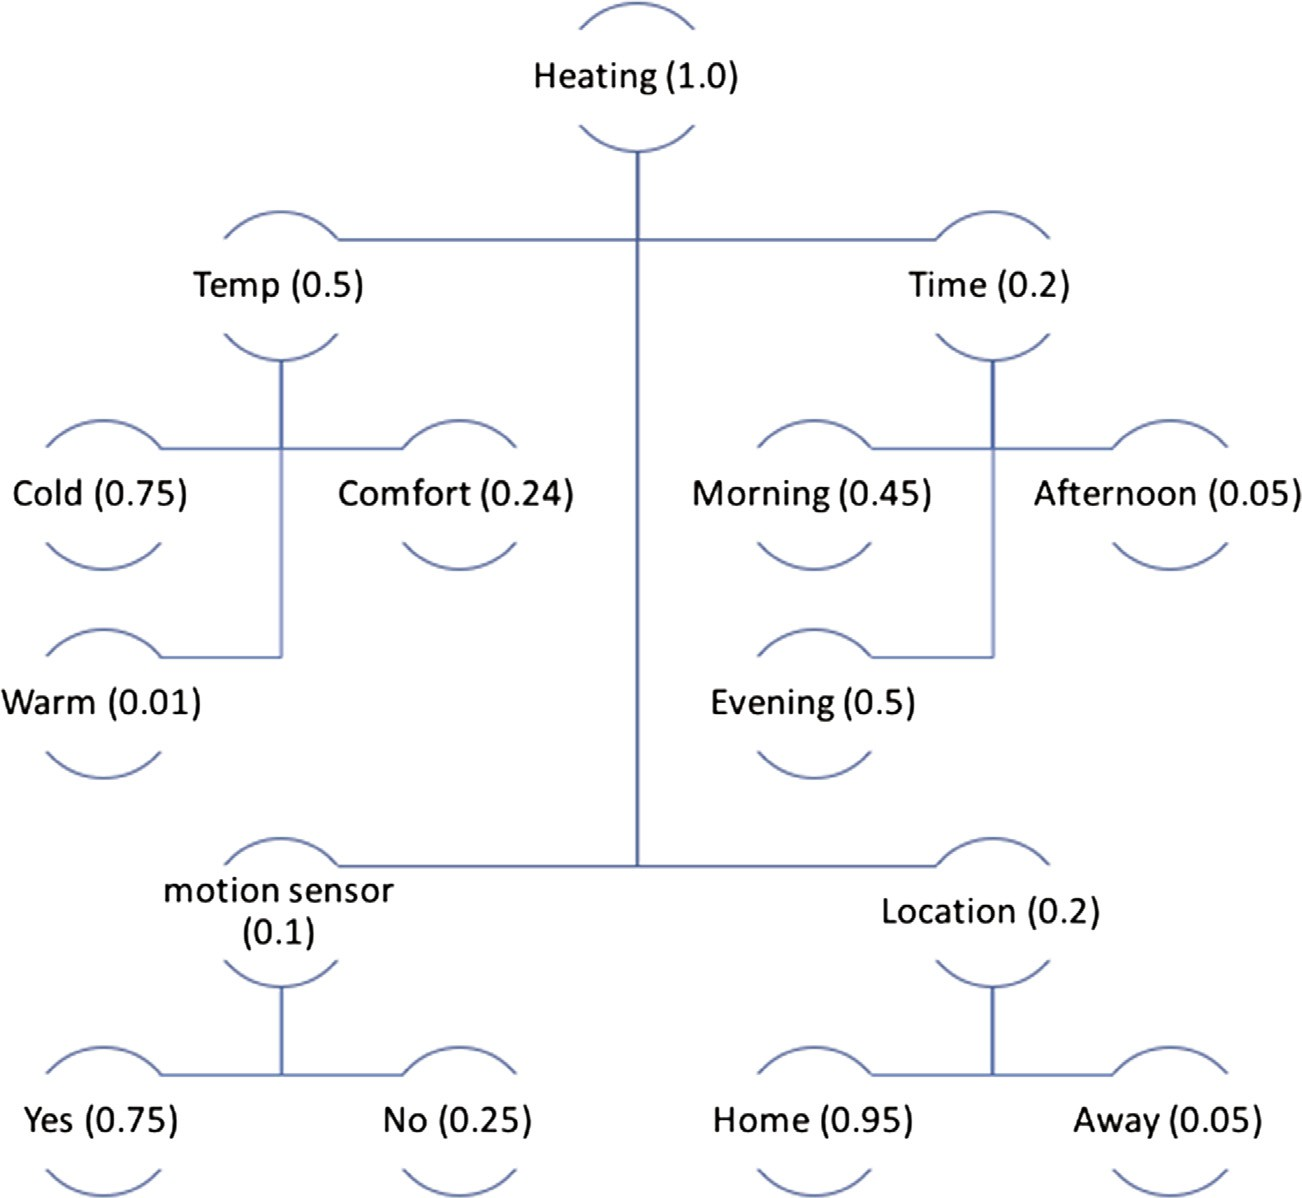 Heating (1.0)
Temp (0.5)
Time (0.2)
Cold (0.75)
Comfort (0.24)
Morning (0.45)
Afternoon (0.05)
Warm (0.01)
Evening (0.5)
motion sensor
(0.1)
Location (0.2)
Yes (0.75)
No (0.25)
Home (0.95)
Away (0.05)